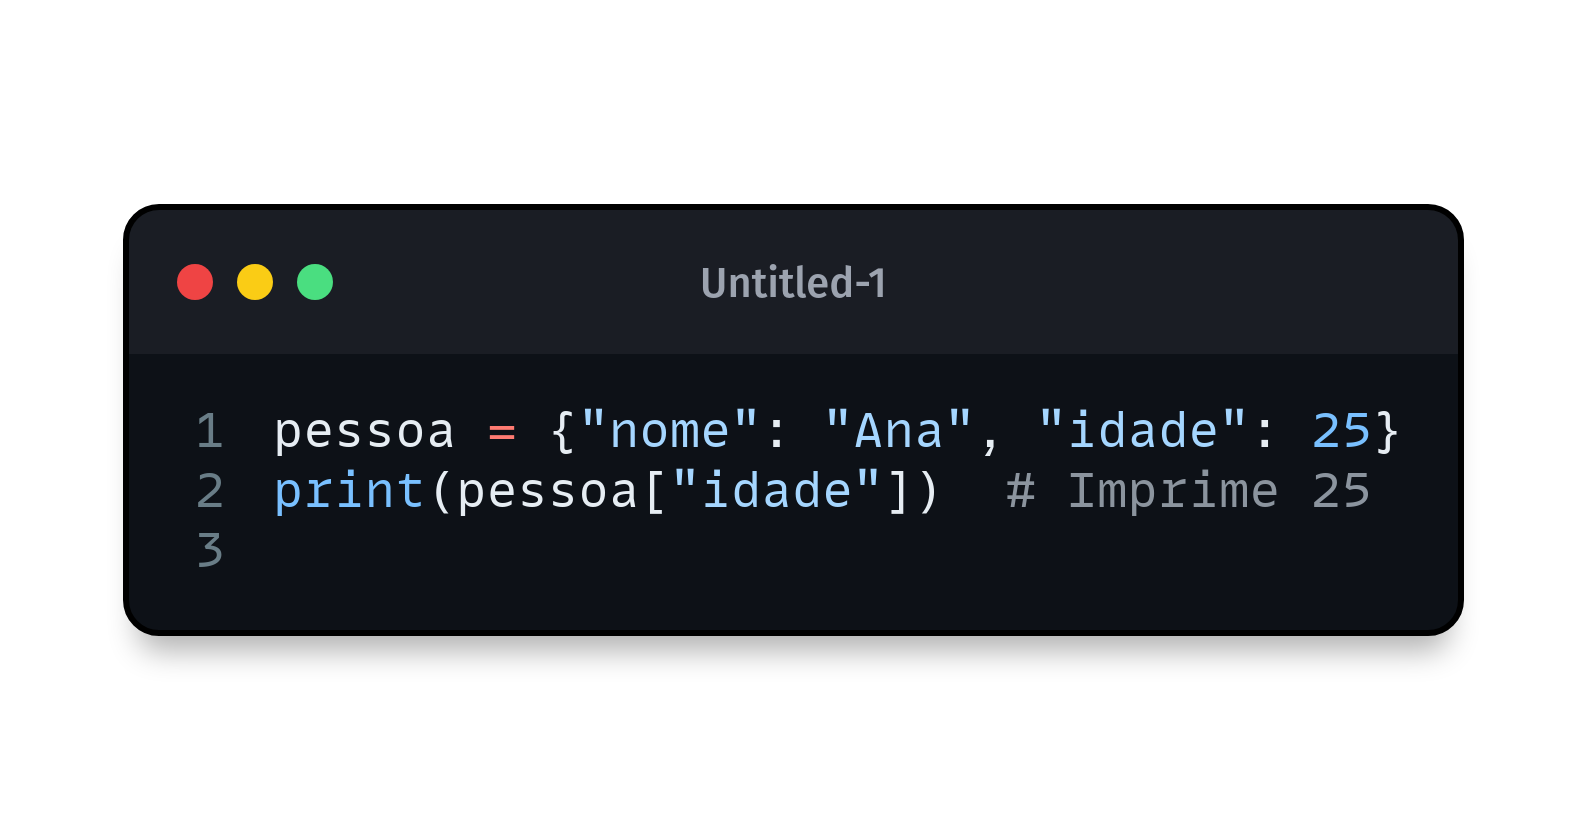 Untitled-1
1 pessoa = {"nome": "Ana", "idade": 25}
2 print(pessoa["idade"])  # Imprime 25
3